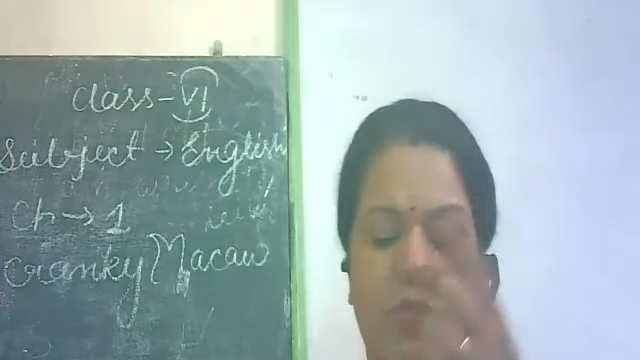 Class-VI
Subject → English
Ch → 1
Cranky Macaw